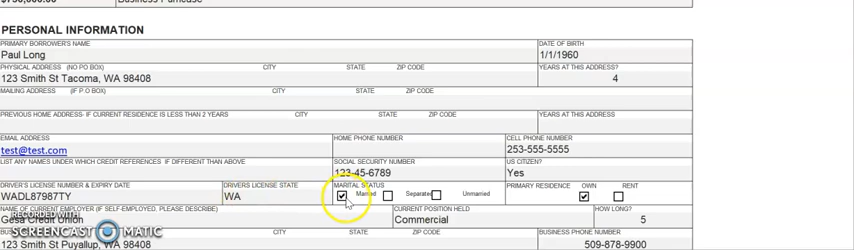 $750,000.00 Business Purchase
PERSONAL INFORMATION
PRIMARY BORROWER'S NAME DATE OF BIRTH
Paul Long 1/1/1960
PHYSICAL ADDRESS (NO PO BOX) CITY STATE ZIP CODE YEARS AT THIS ADDRESS?
123 Smith St Tacoma, WA 98408 4
MAILING ADDRESS (IF P.O BOX) CITY STATE ZIP CODE
PREVIOUS HOME ADDRESS- IF CURRENT RESIDENCE IS LESS THAN 2 YEARS CITY STATE ZIP CODE YEARS AT THIS ADDRESS
EMAIL ADDRESS HOME PHONE NUMBER CELL PHONE NUMBER
test@test.com 253-555-5555
LIST ANY NAMES UNDER WHICH CREDIT REFERENCES IF DIFFERENT THAN ABOVE SOCIAL SECURITY NUMBER US CITIZEN?
123-45-6789 Yes
DRIVER'S LICENSE NUMBER & EXPIRY DATE DRIVERS LICENSE STATE MARITAL STATUS PRIMARY RESIDENCE OWN RENT
WADL87987TY WA Married Separated Unmarried
RECORDED WITH
SCREENCAST MATIC
NAME OF CURRENT EMPLOYER (IF SELF-EMPLOYED, PLEASE DESCRIBE) CURRENT POSITION HELD HOW LONG?
Gesa Credit Union Commercial 5
BUSINESS PHONE NUMBER
123 Smith St Puyallup, WA 98408 509-878-9900